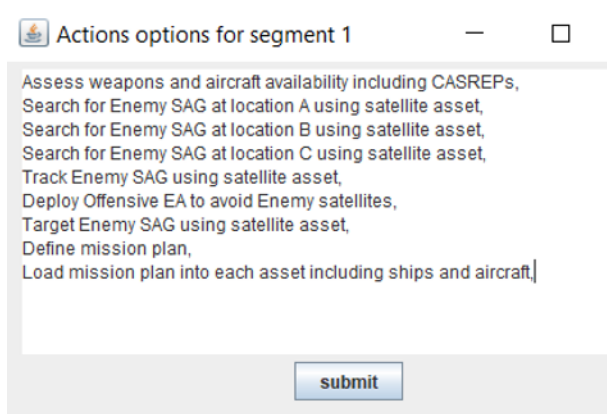 Actions options for segment 1
Assess weapons and aircraft availability including CASREPs,
Search for Enemy SAG at location A using satellite asset,
Search for Enemy SAG at location B using satellite asset,
Search for Enemy SAG at location C using satellite asset,
Track Enemy SAG using satellite asset,
Deploy Offensive EA to avoid Enemy satellites,
Target Enemy SAG using satellite asset,
Define mission plan,
Load mission plan into each asset including ships and aircraft,
submit